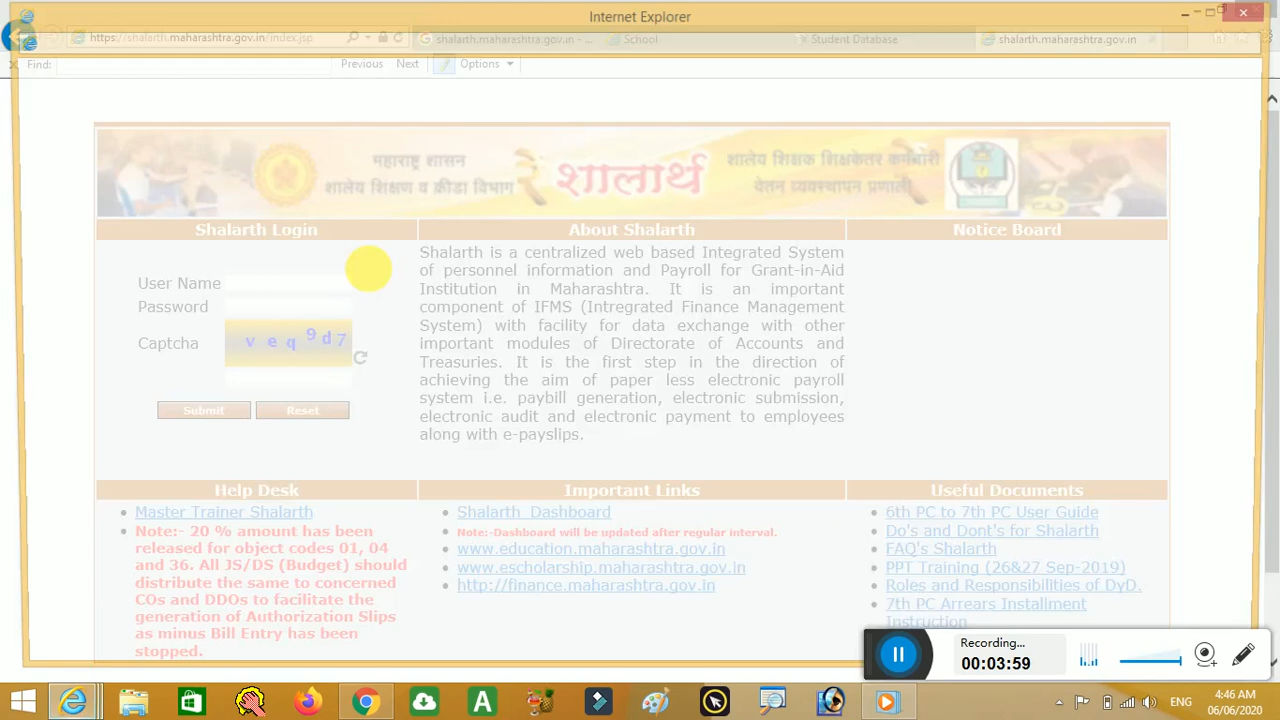 Internet Explorer
https://shalarth.maharashtra.gov.in/index.jsp
shalarth.maharashtra.gov.in - ...
School
Student Database
shalarth.maharashtra.gov.in
Find:
Previous
Next
Options
महाराष्ट्र शासन
शालेय शिक्षण व क्रीडा विभाग
शालार्थ
शालेय शिक्षक शिक्षकेतर कर्मचारी
वेतन व्यवस्थापन प्रणाली
Shalarth Login
About Shalarth
Notice Board
User Name
Password
Captcha
v e q 9 d 7
Submit
Reset
Shalarth is a centralized web based Integrated System
of personnel information and Payroll for Grant-in-Aid
Institution in Maharashtra. It is an important
component of IFMS (Intregrated Finance Management
System) with facility for data exchange with other
important modules of Directorate of Accounts and
Treasuries. It is the first step in the direction of
achieving the aim of paper less electronic payroll
system i.e. paybill generation, electronic submission,
electronic audit and electronic payment to employees
along with e-payslips.
Help Desk
Important Links
Useful Documents
Master Trainer Shalarth
Note:- 20 % amount has been
released for object codes 01, 04
and 36. All JS/DS (Budget) should
distribute the same to concerned
COs and DDOs to facilitate the
generation of Authorization Slips
as minus Bill Entry has been
stopped.
Shalarth Dashboard
Note:-Dashboard will be updated after regular interval.
www.education.maharashtra.gov.in
www.escholarship.maharashtra.gov.in
http://finance.maharashtra.gov.in
6th PC to 7th PC User Guide
Do's and Dont's for Shalarth
FAQ's Shalarth
PPT Training (26&27 Sep-2019)
Roles and Responsibilities of DyD.
7th PC Arrears Installment
Instruction
Recording...
00:03:59
ENG
4:46 AM
06/06/2020